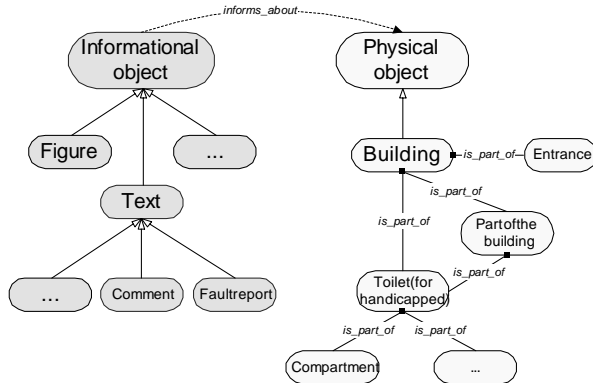 informs_about
Informational
object
Physical
object
Figure
...
Building
is_part_of
Entrance
Text
is_part_of
is_part_of
Partofthe
building
is_part_of
...
Comment
Faultreport
Toilet(for
handicapped)
is_part_of
is_part_of
Compartment
...